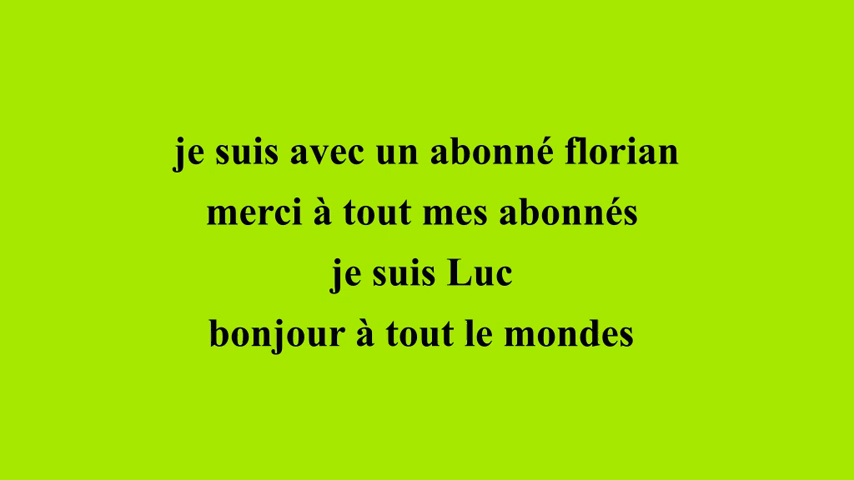 je suis avec un abonné florian
merci à tout mes abonnés
je suis Luc
bonjour à tout le mondes